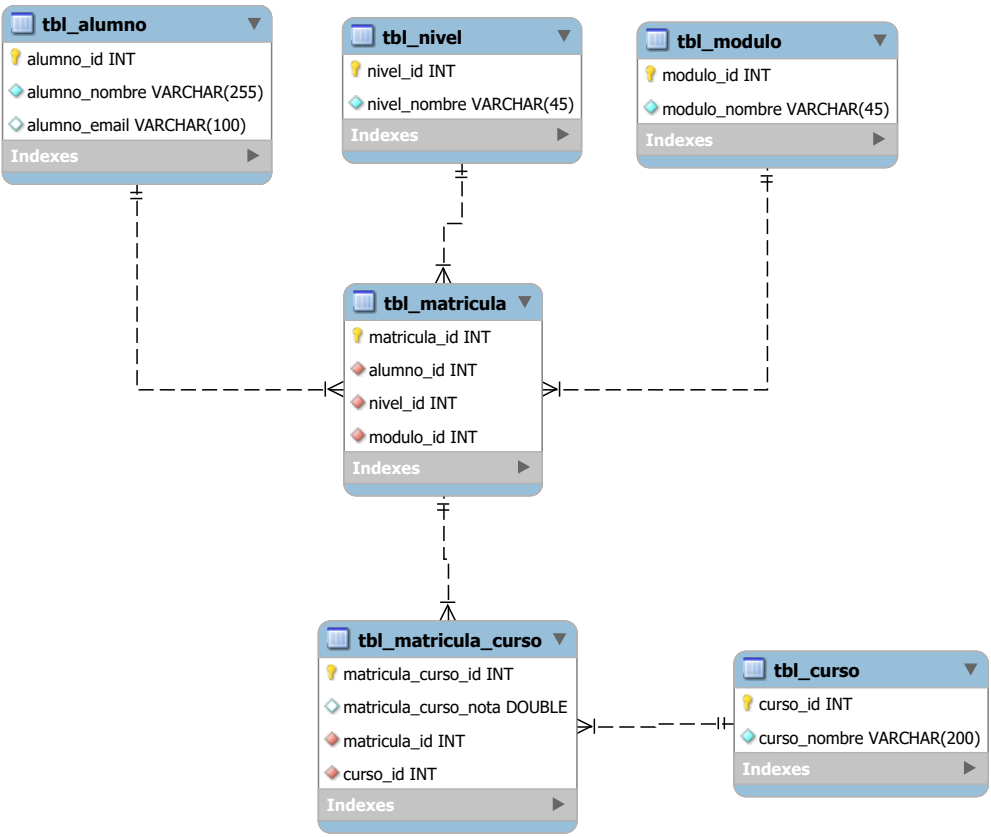 tbl_alumno
alumno_id INT
alumno_nombre VARCHAR(255)
alumno_email VARCHAR(100)
Indexes
tbl_nivel
nivel_id INT
nivel_nombre VARCHAR(45)
Indexes
tbl_modulo
modulo_id INT
modulo_nombre VARCHAR(45)
Indexes
tbl_matricula
matricula_id INT
alumno_id INT
nivel_id INT
modulo_id INT
Indexes
tbl_matricula_curso
matricula_curso_id INT
matricula_curso_nota DOUBLE
matricula_id INT
curso_id INT
Indexes
tbl_curso
curso_id INT
curso_nombre VARCHAR(200)
Indexes